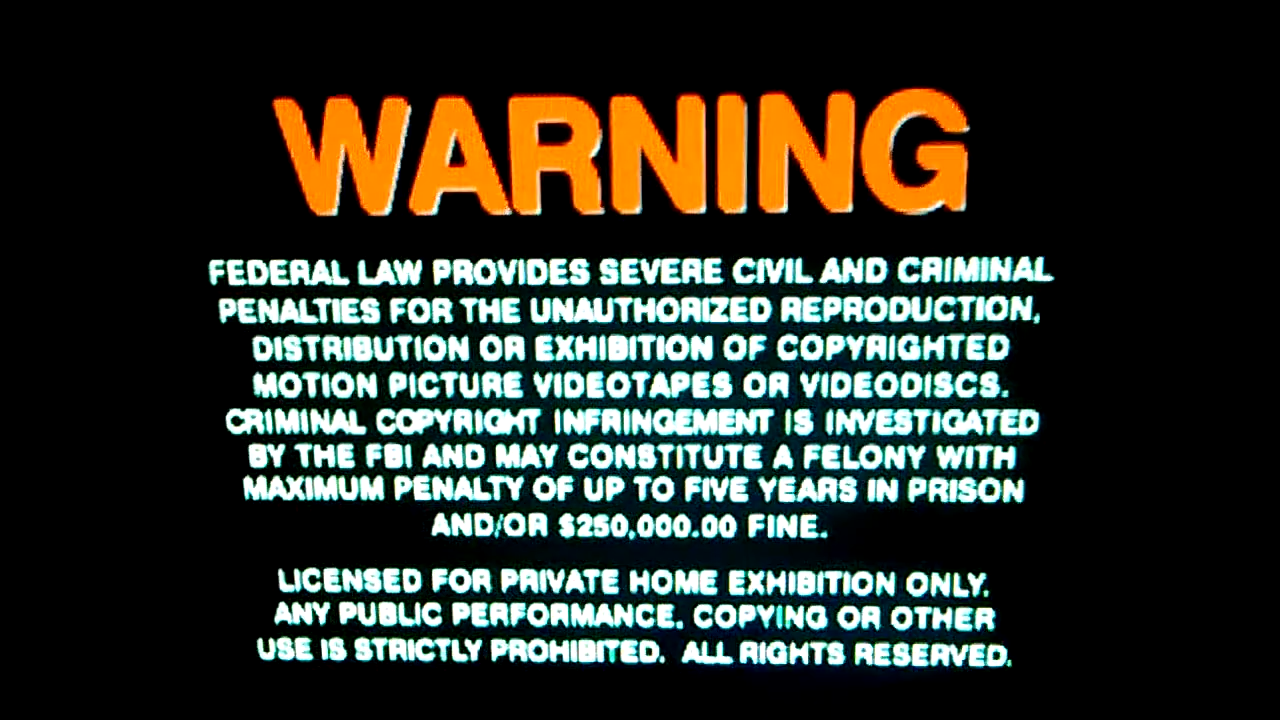 WARNING
FEDERAL LAW PROVIDES SEVERE CIVIL AND CRIMINAL
PENALTIES FOR THE UNAUTHORIZED REPRODUCTION,
DISTRIBUTION OR EXHIBITION OF COPYRIGHTED
MOTION PICTURE VIDEOTAPES OR VIDEODISCS.
CRIMINAL COPYRIGHT INFRINGEMENT IS INVESTIGATED
BY THE FBI AND MAY CONSTITUTE A FELONY WITH
MAXIMUM PENALTY OF UP TO FIVE YEARS IN PRISON
AND/OR $250,000.00 FINE.
LICENSED FOR PRIVATE HOME EXHIBITION ONLY.
ANY PUBLIC PERFORMANCE, COPYING OR OTHER
USE IS STRICTLY PROHIBITED. ALL RIGHTS RESERVED.